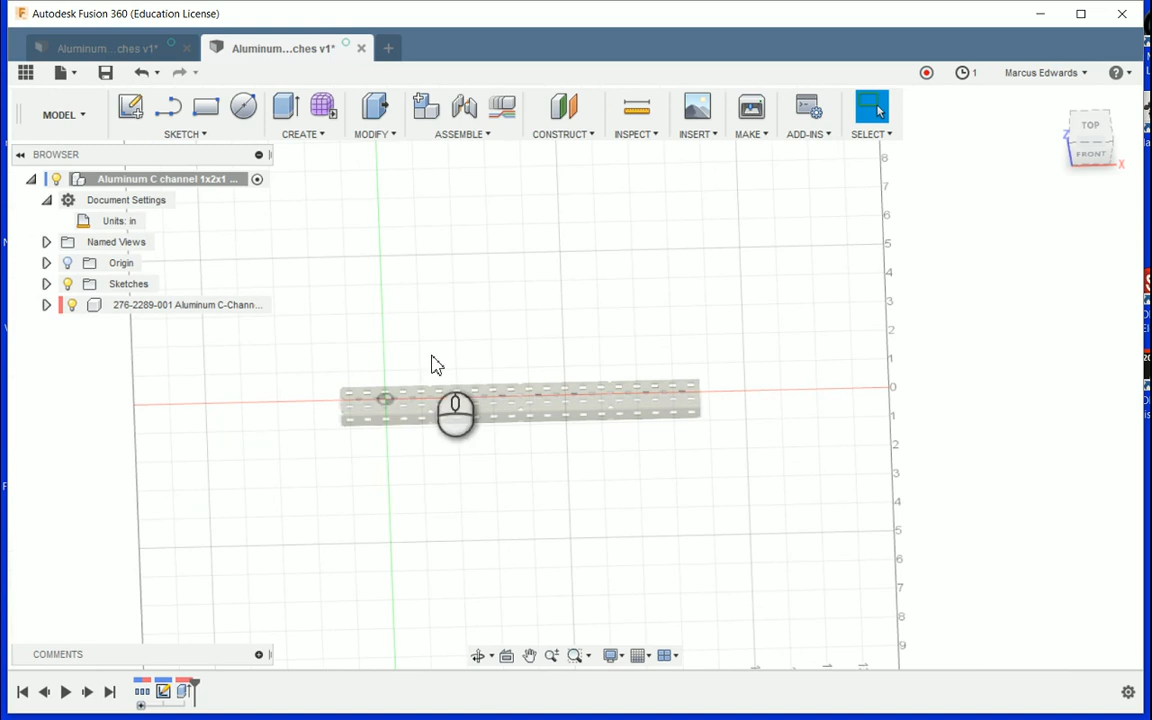 Autodesk Fusion 360 (Education License)
Aluminum...ches v1*
Aluminum...ches v1*
1
Marcus Edwards
MODEL
SKETCH
CREATE
MODIFY
ASSEMBLE
CONSTRUCT
INSPECT
INSERT
MAKE
ADD-INS
SELECT
BROWSER
Aluminum C channel 1x2x1 ...
Document Settings
Units: in
Named Views
Origin
Sketches
276-2289-001 Aluminum C-Chann...
TOP
FRONT
Z
X
8
7
6
5
4
3
2
1
0
1
2
3
4
5
6
7
8
9
COMMENTS